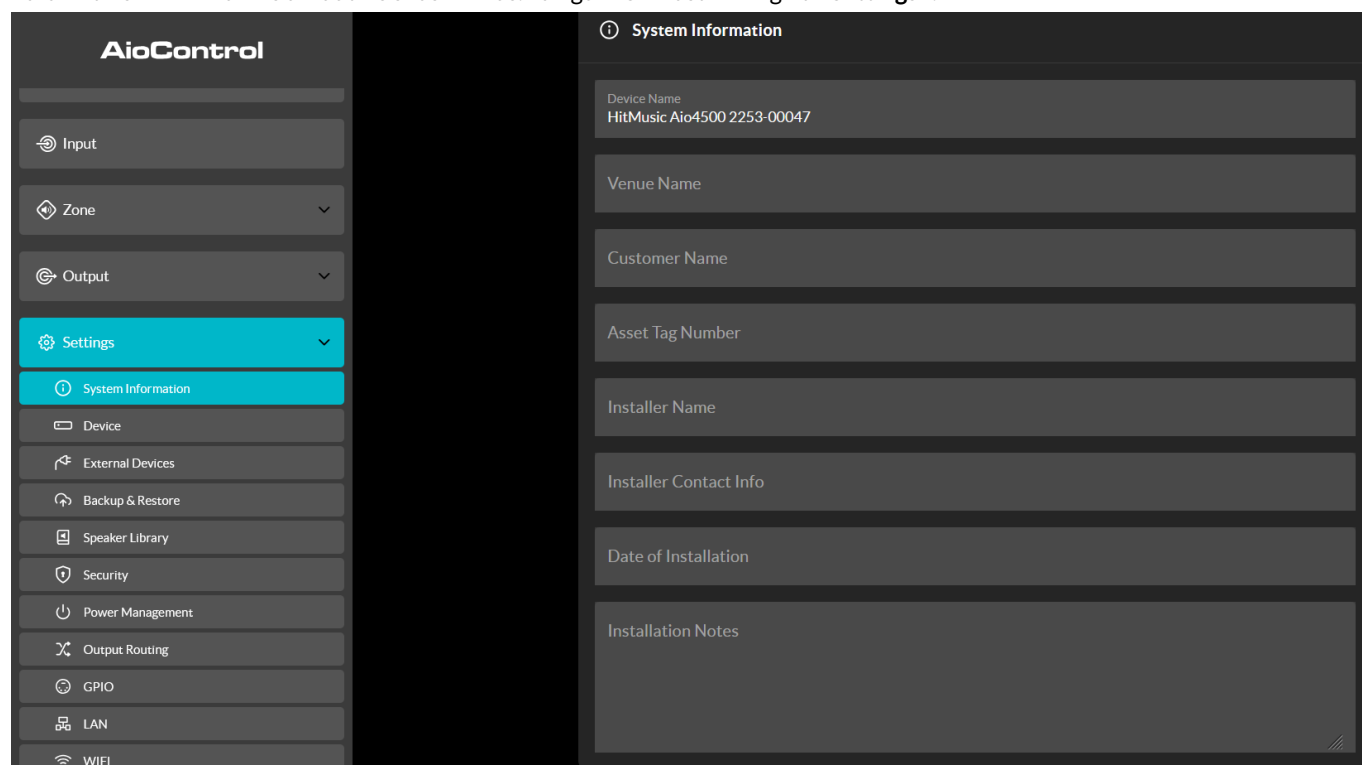 AioControl
Input
Zone
Output
Settings
System Information
Device
External Devices
Backup & Restore
Speaker Library
Security
Power Management
Output Routing
GPIO
LAN
WIFI
System Information
Device Name
HitMusic Aio4500 2253-00047
Venue Name
Customer Name
Asset Tag Number
Installer Name
Installer Contact Info
Date of Installation
Installation Notes